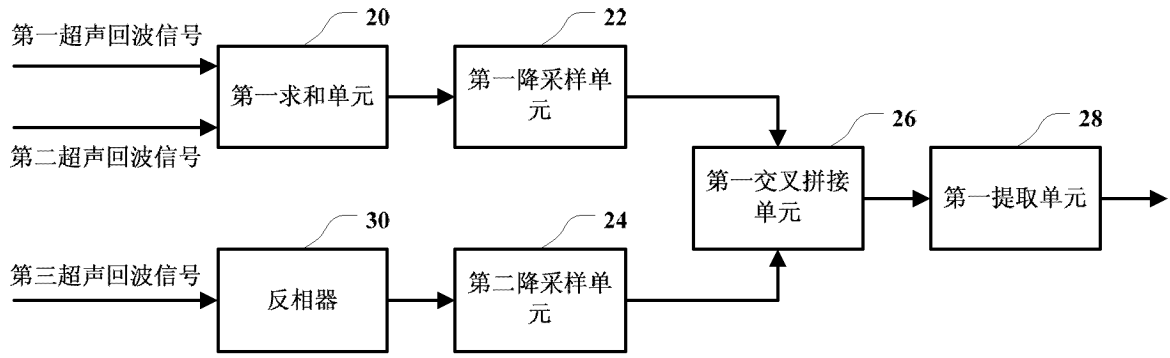 20
22
第一超声回波信号
第一求和单元
第一降采样单
元
第二超声回波信号
26
28
第一交叉拼接
单元
第一提取单元
30
24
第三超声回波信号
反相器
第二降采样单
元